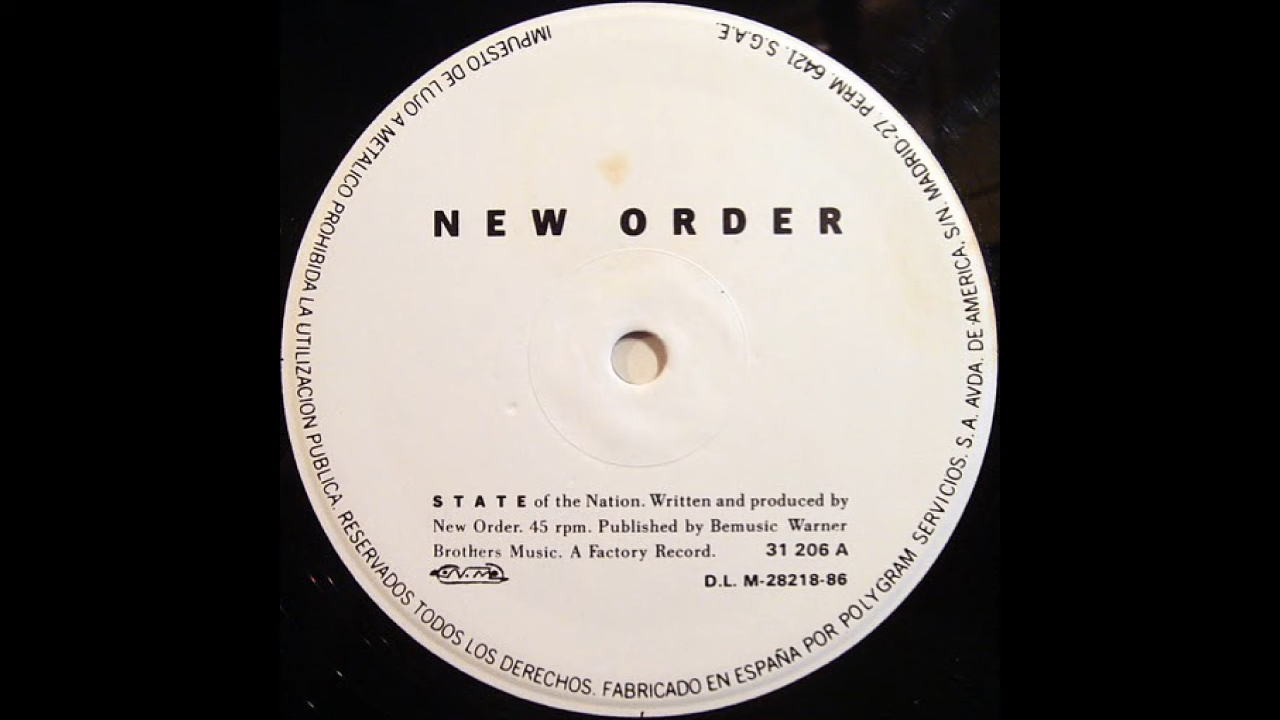 NEW ORDER
STATE of the Nation. Written and produced by
New Order. 45 rpm. Published by Bemusic Warner
Brothers Music. A Factory Record. 31 206 A
N.M.
D.L. M-28218-86
IMPUESTO DE LUJO A METALICO PROHIBIDA LA UTILIZACION PUBLICA. RESERVADOS TODOS LOS DERECHOS. FABRICADO EN ESPAÑA POR POLYGRAM SERVICIOS. S. A. AVDA. DE AMERICA, S/N. MADRID-27. PERM. 6421. S.G.A.E.